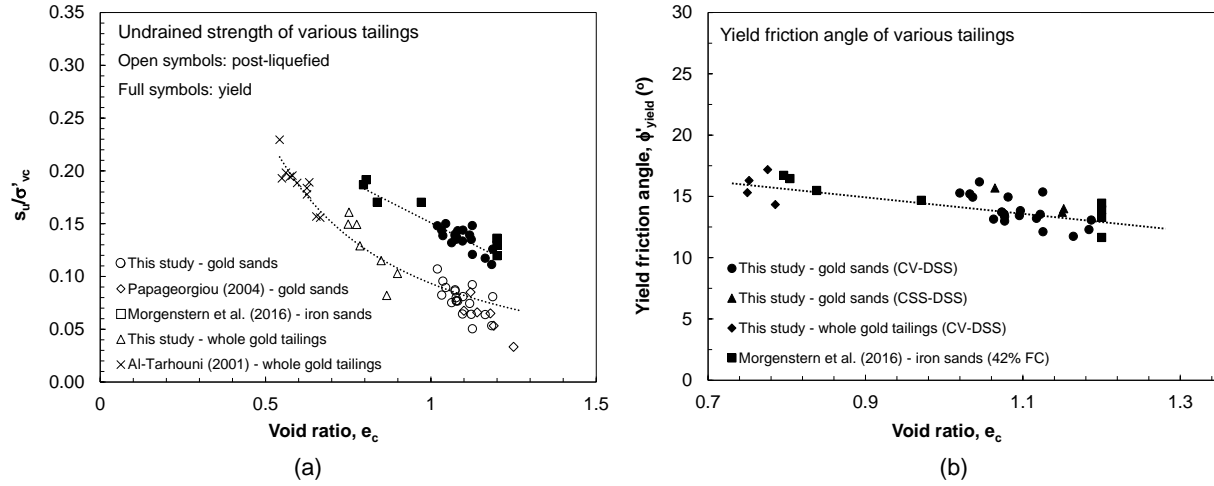 Undrained strength of various tailings
Open symbols: post-liquefied
Full symbols: yield
0.35
0.30
0.25
0.20
0.15
0.10
0.05
0.00
s_u/σ'_vc
This study - gold sands
Papageorgiou (2004) - gold sands
Morgenstern et al. (2016) - iron sands
This study - whole gold tailings
Al-Tarhouni (2001) - whole gold tailings
0 0.5 1 1.5
Void ratio, e_c
(a)
Yield friction angle of various tailings
30
25
20
15
10
5
0
Yield friction angle, ϕ'_yield (°)
This study - gold sands (CV-DSS)
This study - gold sands (CSS-DSS)
This study - whole gold tailings (CV-DSS)
Morgenstern et al. (2016) - iron sands (42% FC)
0.7 0.9 1.1 1.3
Void ratio, e_c
(b)